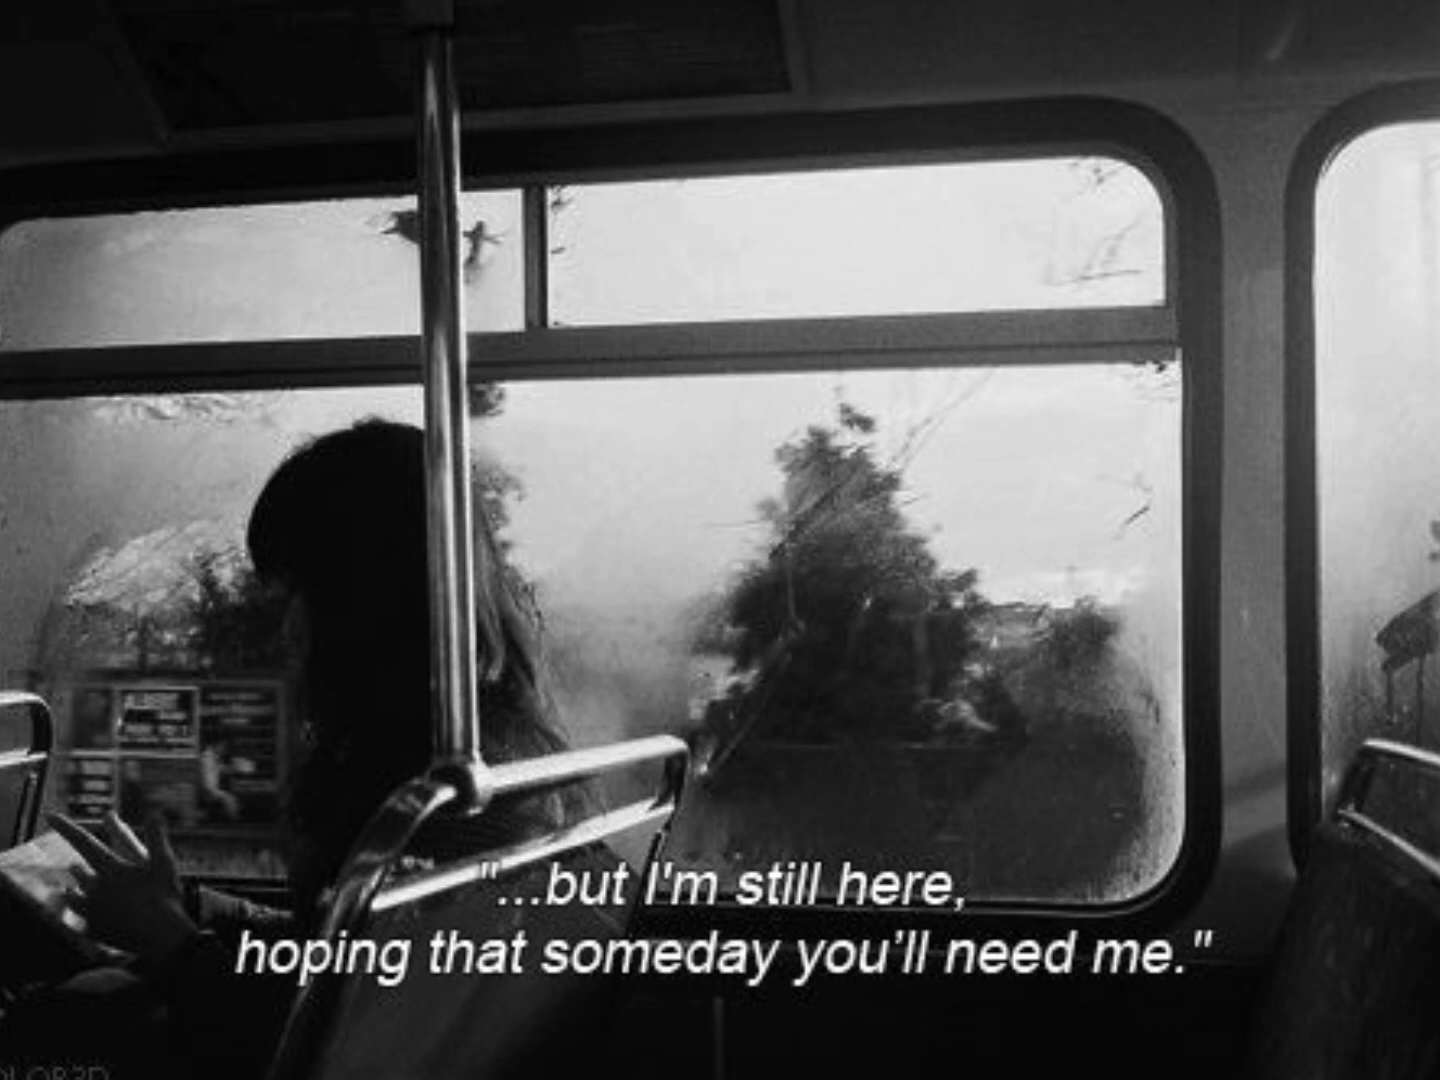 "...but I'm still here,
hoping that someday you’ll need me."